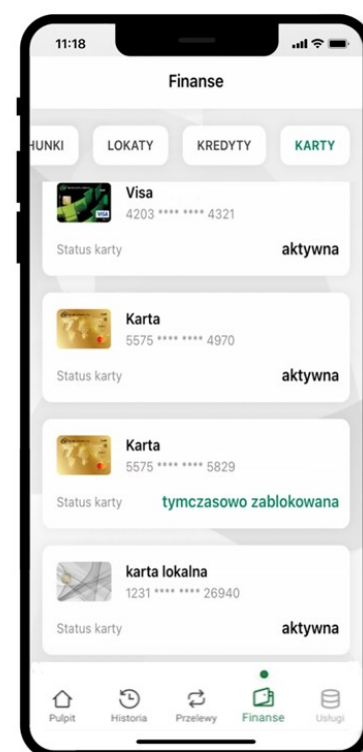 11:18
Finanse
HUNKI
LOKATY
KREDYTY
KARTY
Visa
4203 **** **** 4321
VISA
Status karty
aktywna
Karta
5575 **** **** 4970
Status karty
aktywna
Karta
5575 **** **** 5829
Status karty
tymczasowo zablokowana
karta lokalna
1231 **** **** 26940
Status karty
aktywna
Pulpit
Historia
Przelewy
Finanse
Usługi